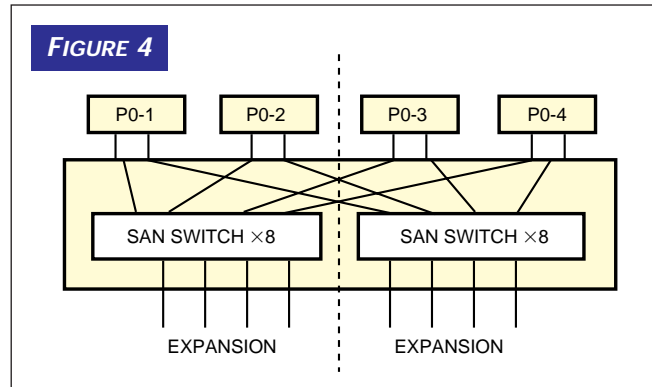 FIGURE 4
P0-1 P0-2 P0-3 P0-4
SAN SWITCH ×8 SAN SWITCH ×8
EXPANSION EXPANSION